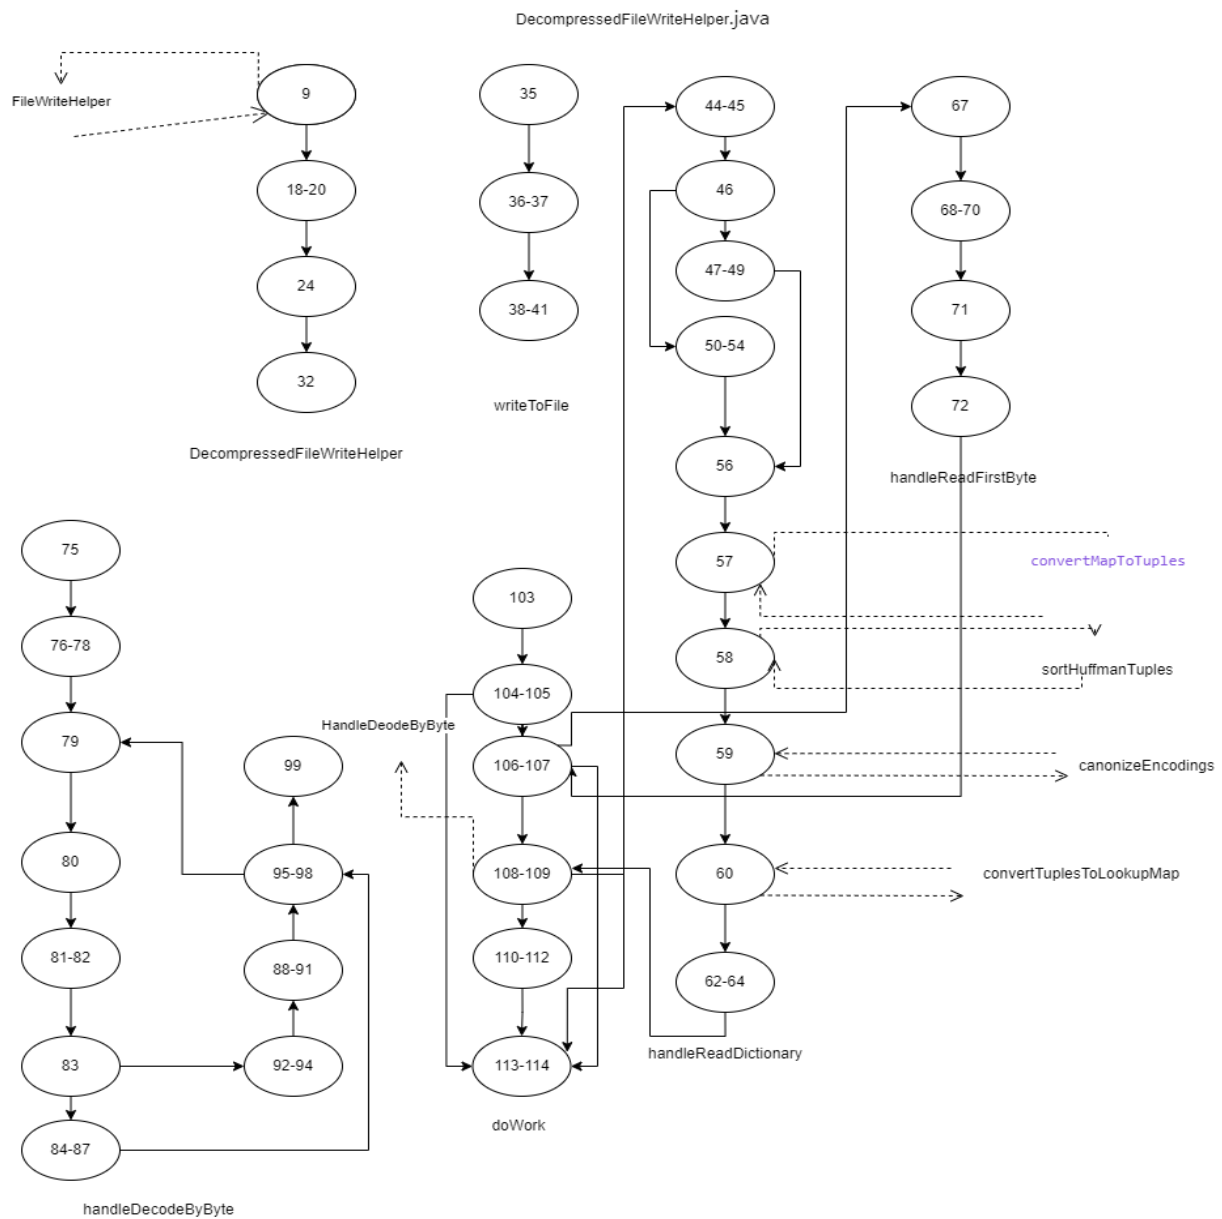 DecompressedFileWriteHelper.java
FileWriteHelper
9
18-20
24
32
DecompressedFileWriteHelper
35
36-37
38-41
writeToFile
44-45
46
47-49
50-54
56
57
58
59
60
62-64
handleReadDictionary
67
68-70
71
72
handleReadFirstByte
convertMapToTuples
sortHuffmanTuples
canonizeEncodings
convertTuplesToLookupMap
75
76-78
79
80
81-82
83
84-87
99
95-98
88-91
92-94
handleDecodeByByte
HandleDeodeByByte
103
104-105
106-107
108-109
110-112
113-114
doWork